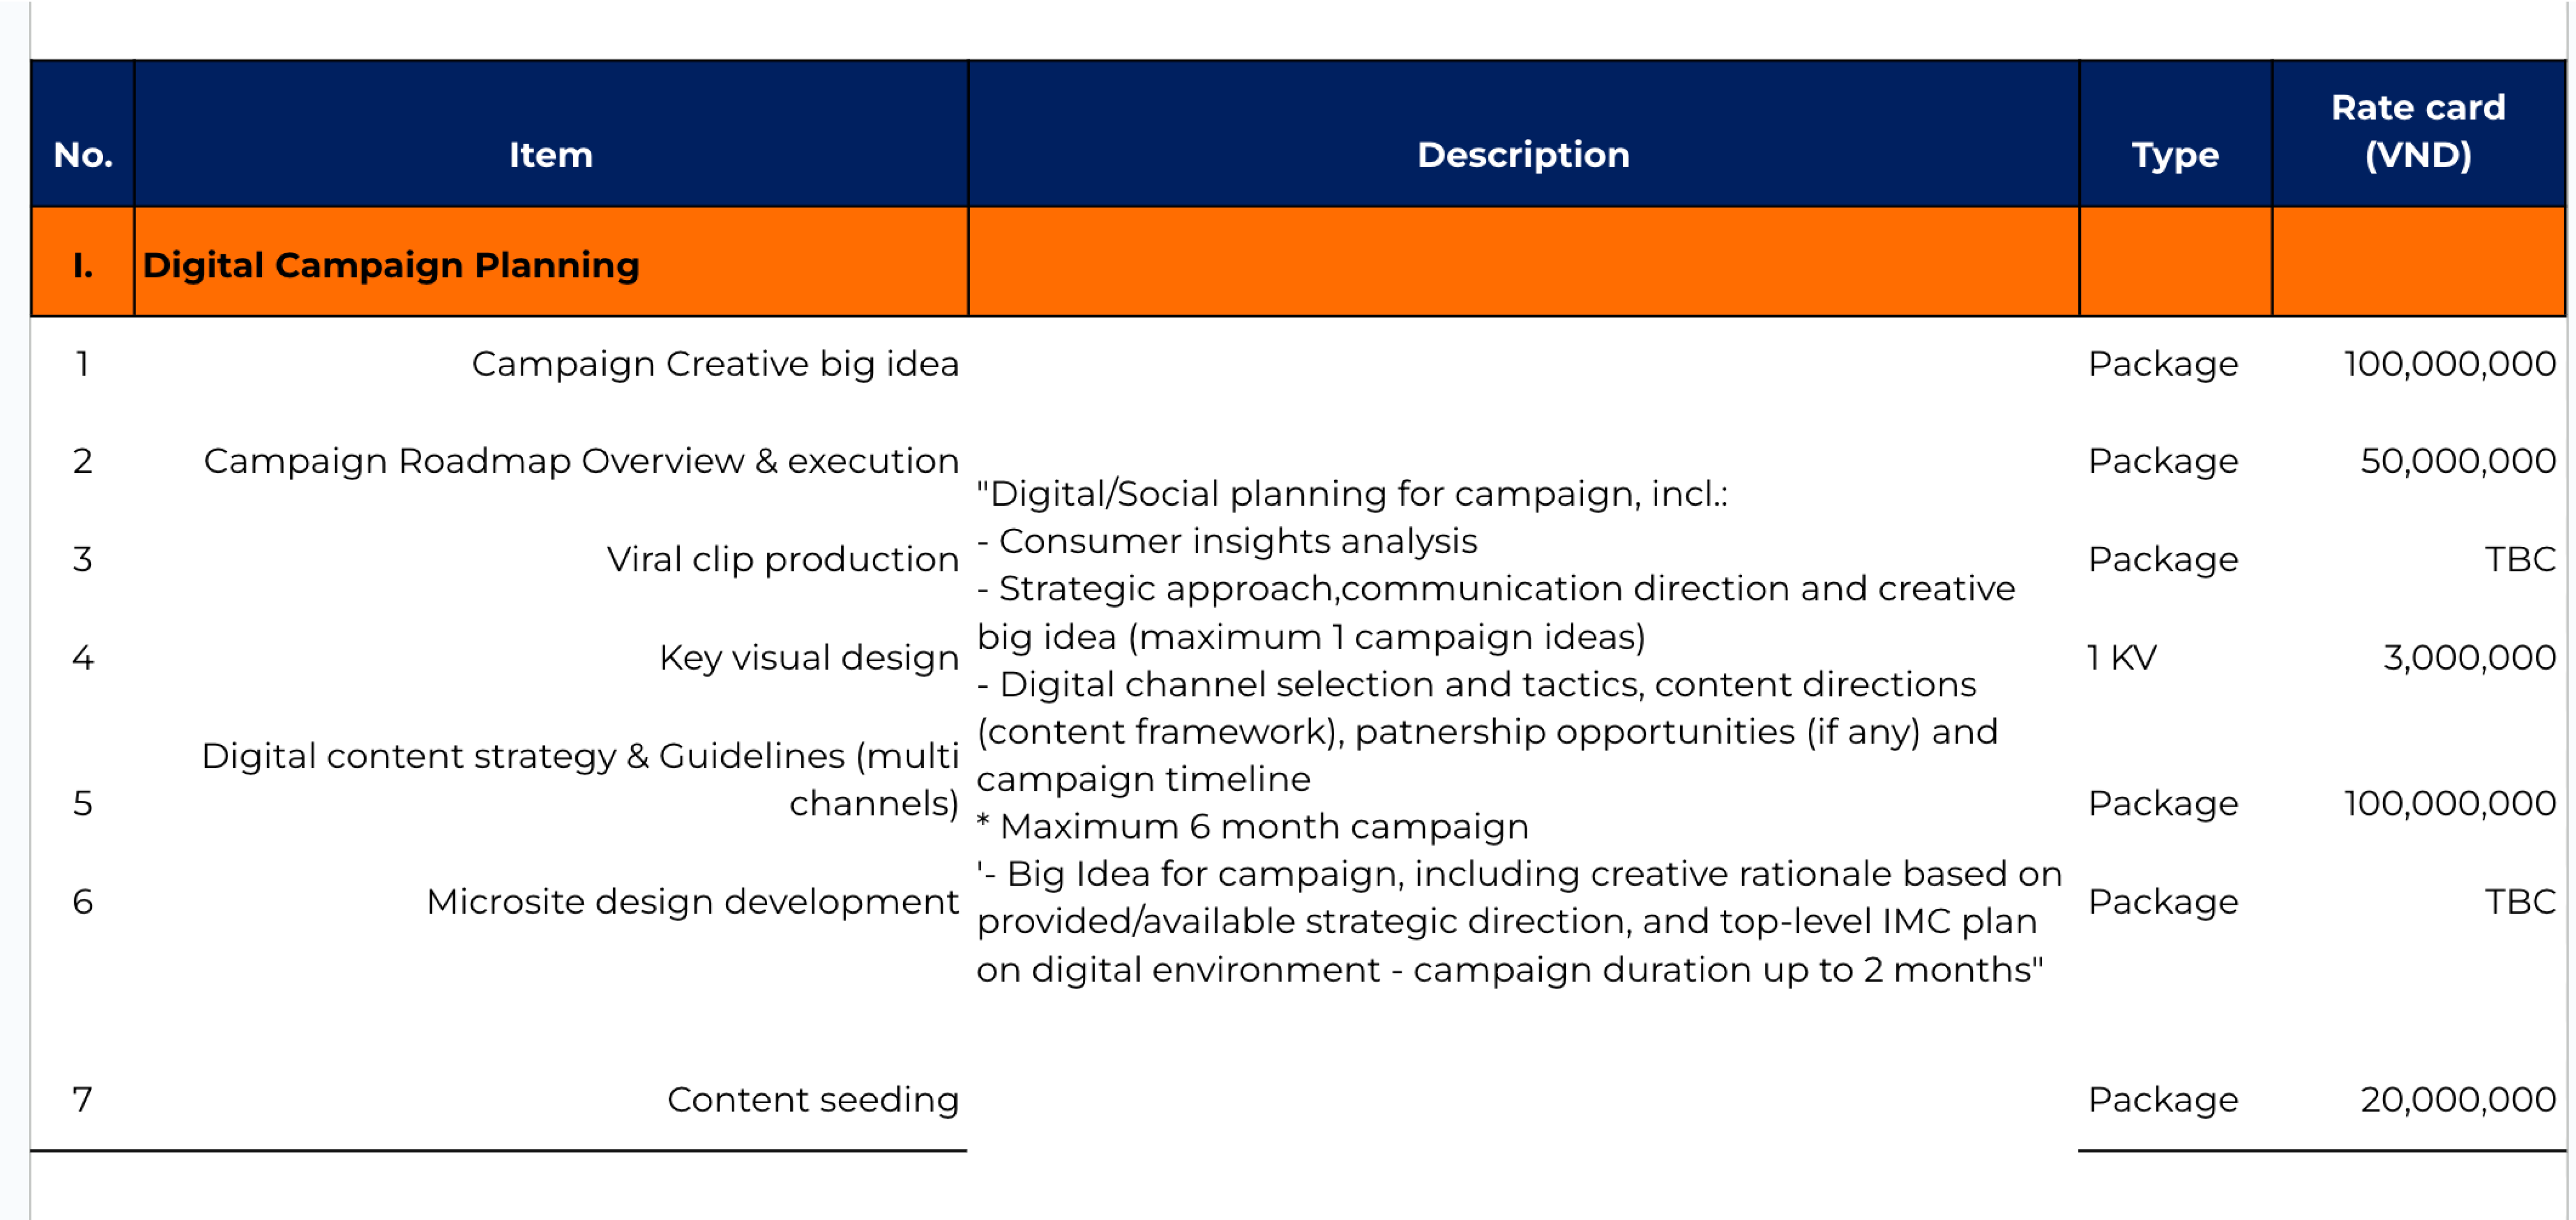 No. Item Description Type Rate card (VND)
I. Digital Campaign Planning
1 Campaign Creative big idea Package 100,000,000
2 Campaign Roadmap Overview & execution Package 50,000,000
3 Viral clip production Package TBC
4 Key visual design 1 KV 3,000,000
5 Digital content strategy & Guidelines (multi
channels) Package 100,000,000
6 Microsite design development Package TBC
7 Content seeding Package 20,000,000
"Digital/Social planning for campaign, incl.:
- Consumer insights analysis
- Strategic approach,communication direction and creative
big idea (maximum 1 campaign ideas)
- Digital channel selection and tactics, content directions
(content framework), patnership opportunities (if any) and
campaign timeline
* Maximum 6 month campaign
'- Big Idea for campaign, including creative rationale based on
provided/available strategic direction, and top-level IMC plan
on digital environment - campaign duration up to 2 months"